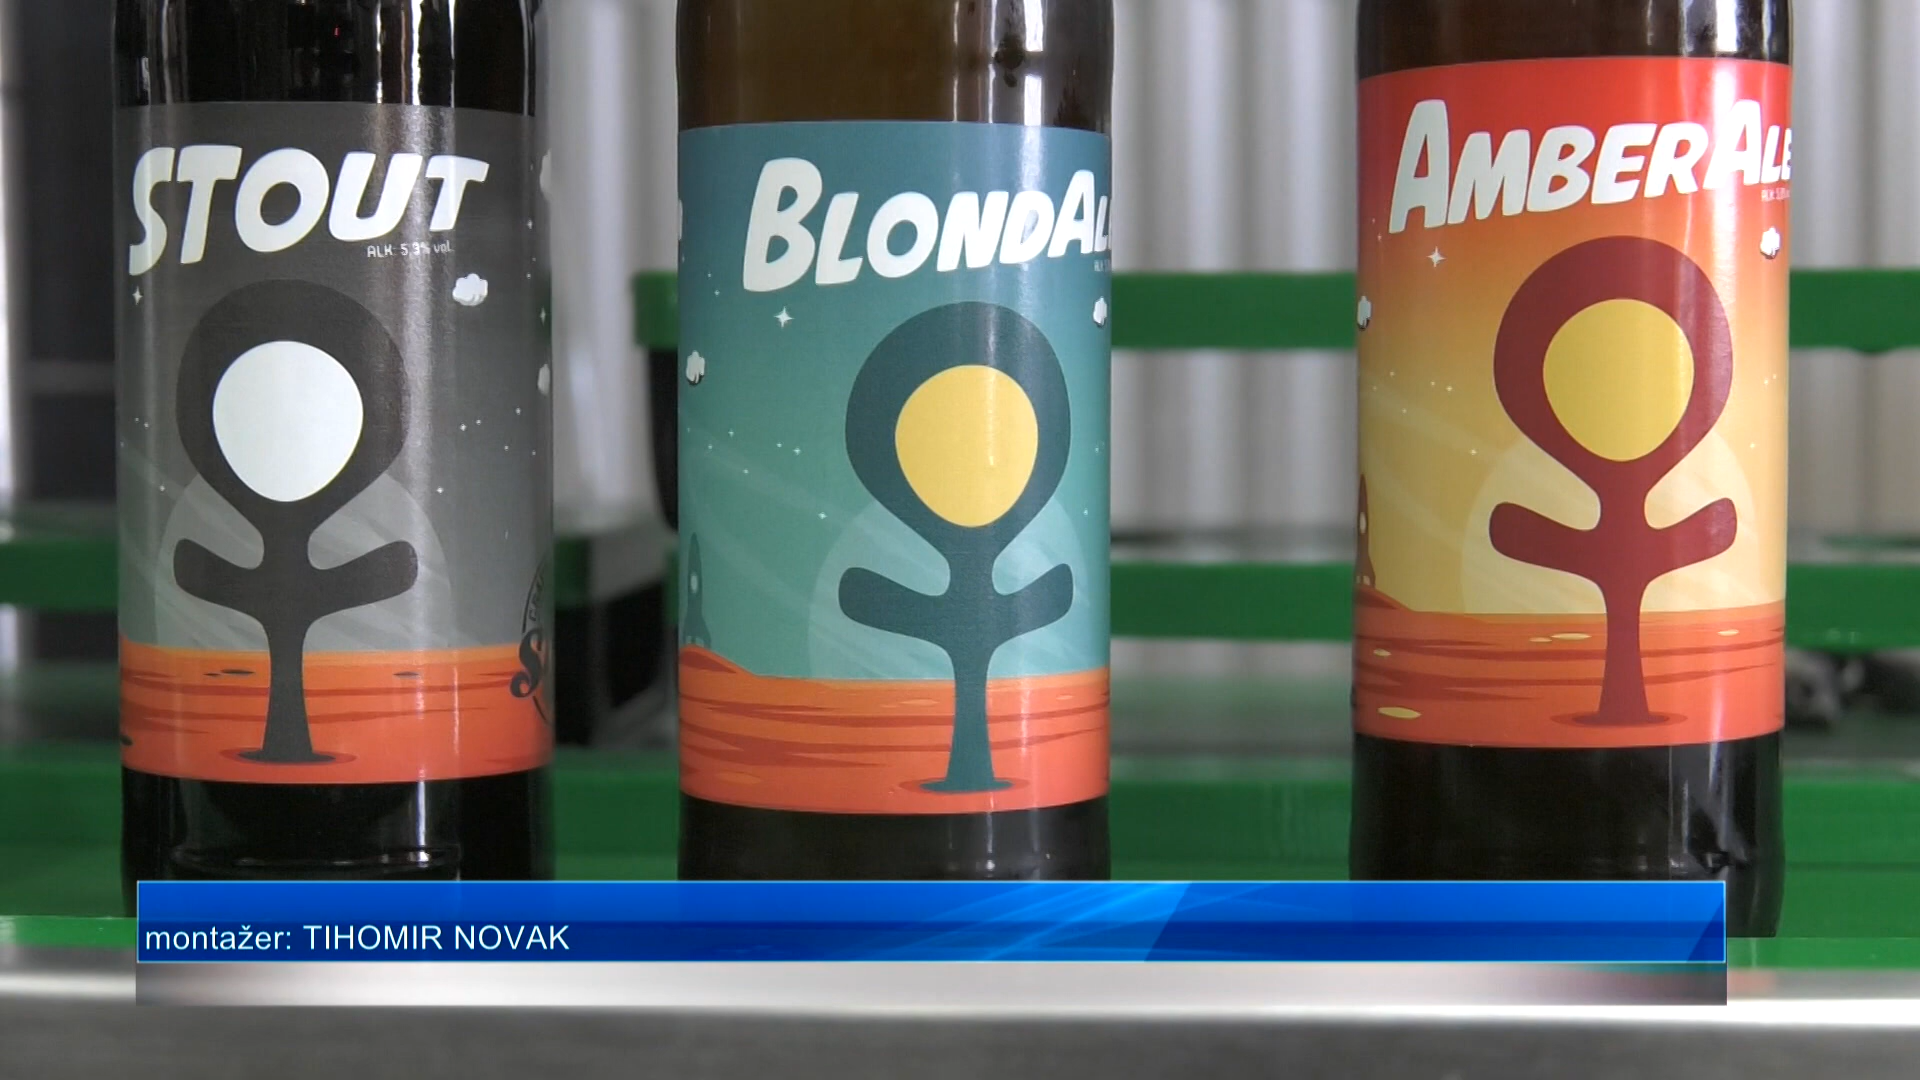 STOUT
ALK: 5,3% vol.
BLONDAL
AMBERALE
montažer: TIHOMIR NOVAK